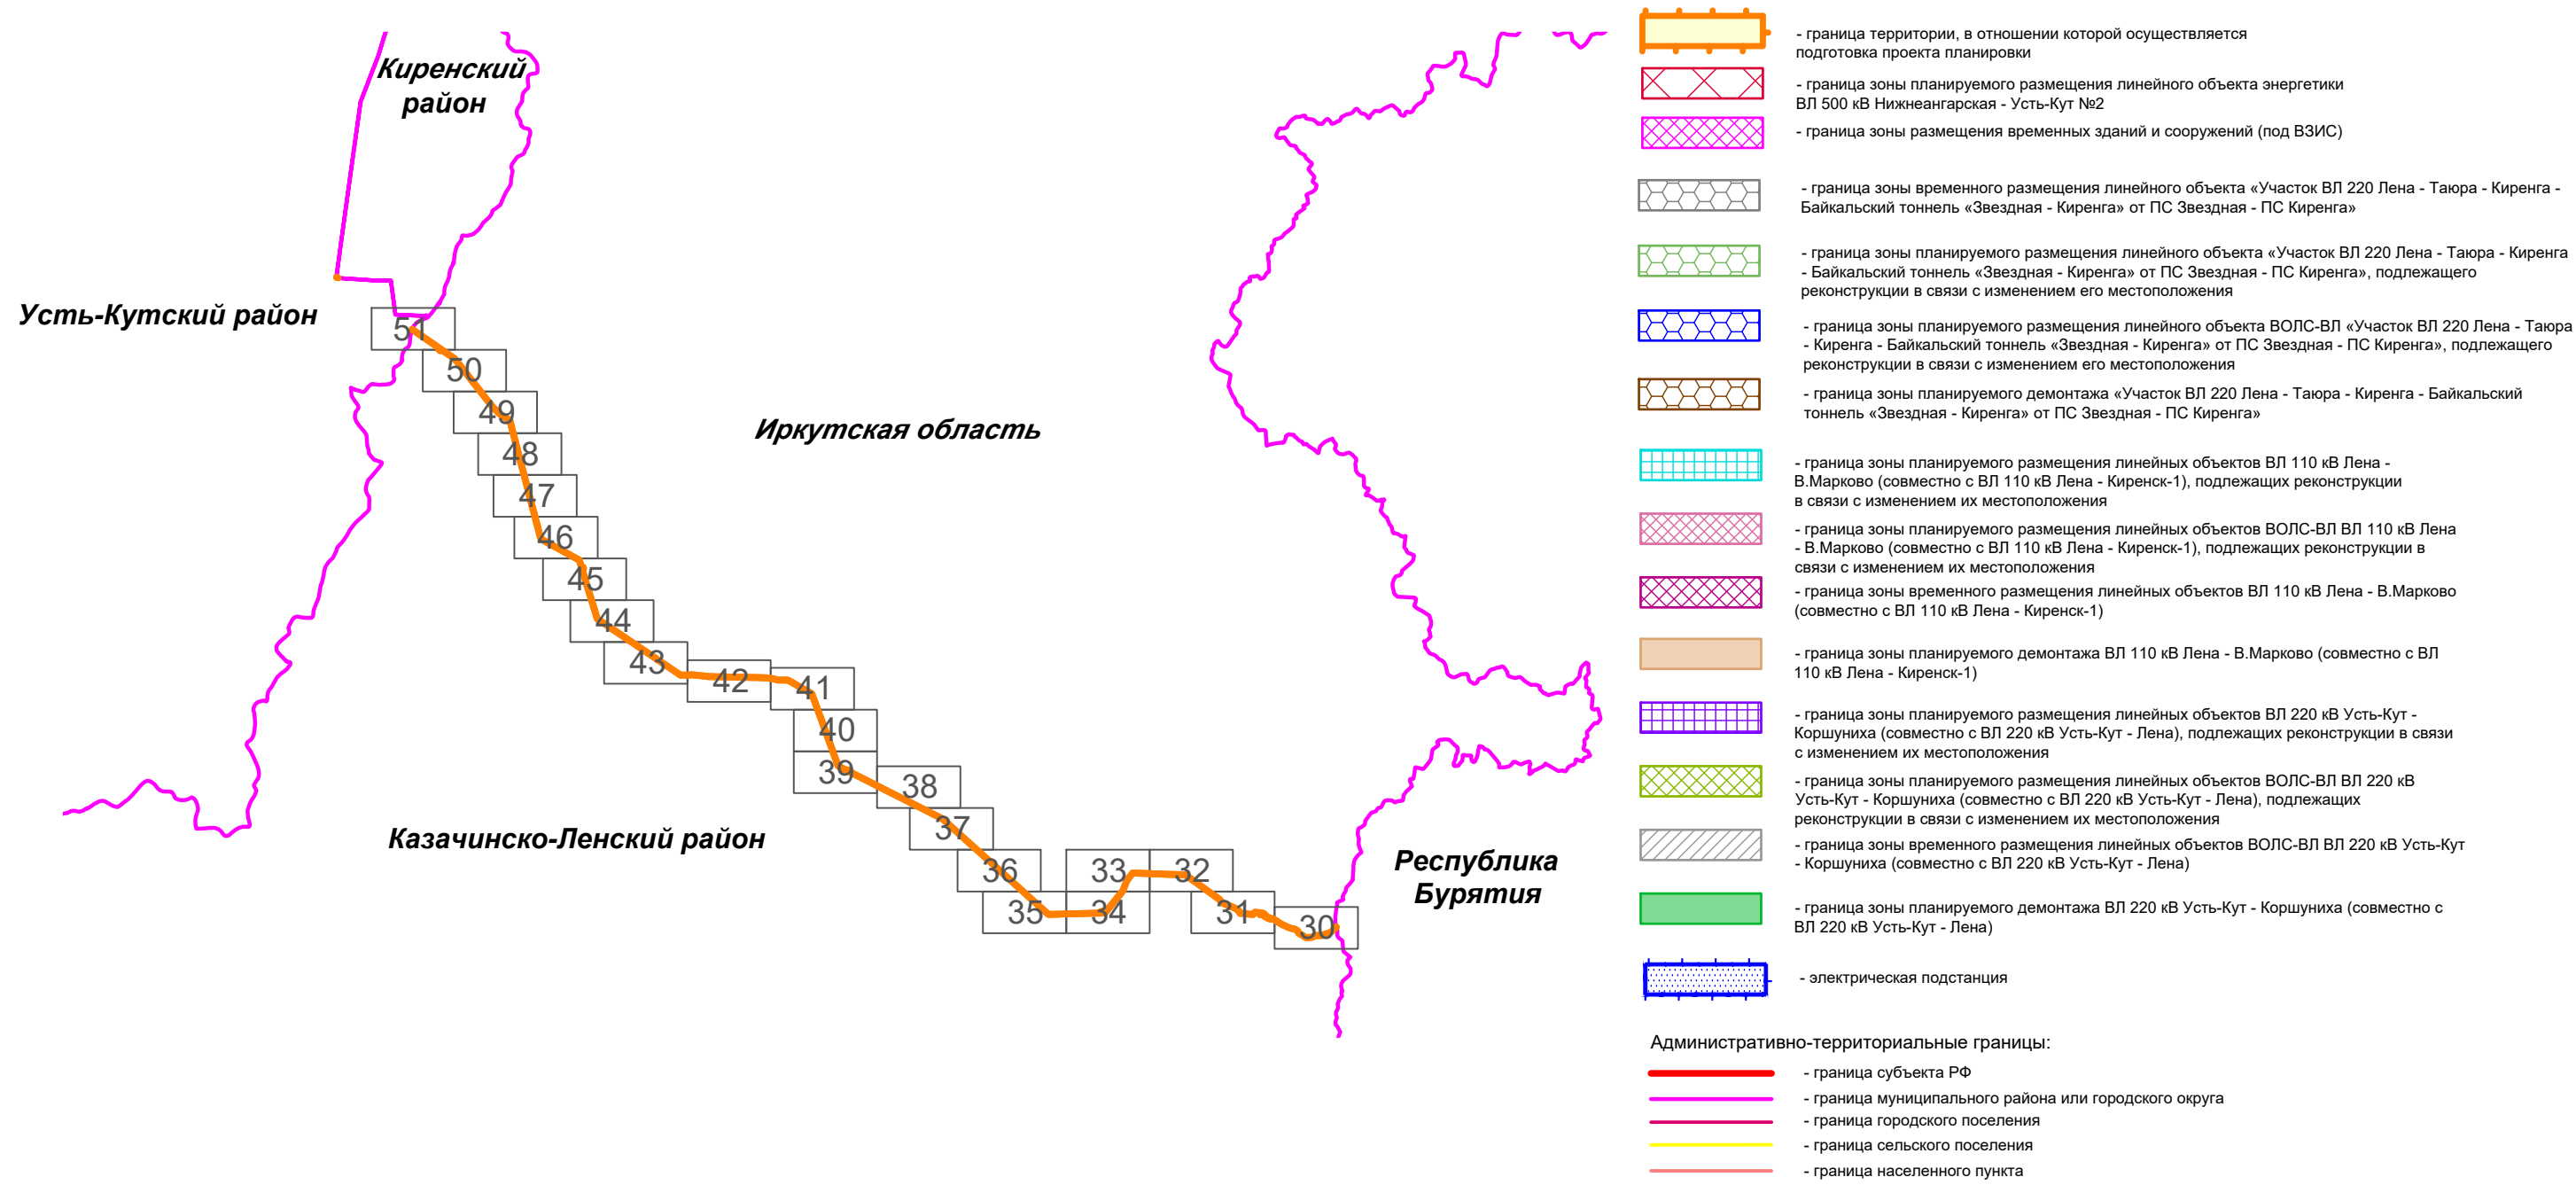 Киренский
район
Усть-Кутский район
Иркутская область
Казачинско-Ленский район
Республика
Бурятия
51
50
49
48
47
46
45
44
43
42
41
40
39
38
37
36
35
34
33
32
31
30
- граница территории, в отношении которой осуществляется
подготовка проекта планировки
- граница зоны планируемого размещения линейного объекта энергетики
ВЛ 500 кВ Нижнеангарская - Усть-Кут №2
- граница зоны размещения временных зданий и сооружений (под ВЗИС)
- граница зоны временного размещения линейного объекта «Участок ВЛ 220 Лена - Таюра - Киренга -
Байкальский тоннель «Звездная - Киренга» от ПС Звездная - ПС Киренга»
- граница зоны планируемого размещения линейного объекта «Участок ВЛ 220 Лена - Таюра - Киренга
- Байкальский тоннель «Звездная - Киренга» от ПС Звездная - ПС Киренга», подлежащего
реконструкции в связи с изменением его местоположения
- граница зоны планируемого размещения линейного объекта ВОЛС-ВЛ «Участок ВЛ 220 Лена - Таюра
- Киренга - Байкальский тоннель «Звездная - Киренга» от ПС Звездная - ПС Киренга», подлежащего
реконструкции в связи с изменением его местоположения
- граница зоны планируемого демонтажа «Участок ВЛ 220 Лена - Таюра - Киренга - Байкальский
тоннель «Звездная - Киренга» от ПС Звездная - ПС Киренга»
- граница зоны планируемого размещения линейных объектов ВЛ 110 кВ Лена -
В.Марково (совместно с ВЛ 110 кВ Лена - Киренск-1), подлежащих реконструкции
в связи с изменением их местоположения
- граница зоны планируемого размещения линейных объектов ВОЛС-ВЛ ВЛ 110 кВ Лена
- В.Марково (совместно с ВЛ 110 кВ Лена - Киренск-1), подлежащих реконструкции в
связи с изменением их местоположения
- граница зоны временного размещения линейных объектов ВЛ 110 кВ Лена - В.Марково
(совместно с ВЛ 110 кВ Лена - Киренск-1)
- граница зоны планируемого демонтажа ВЛ 110 кВ Лена - В.Марково (совместно с ВЛ
110 кВ Лена - Киренск-1)
- граница зоны планируемого размещения линейных объектов ВЛ 220 кВ Усть-Кут -
Коршуниха (совместно с ВЛ 220 кВ Усть-Кут - Лена), подлежащих реконструкции в связи
с изменением их местоположения
- граница зоны планируемого размещения линейных объектов ВОЛС-ВЛ ВЛ 220 кВ
Усть-Кут - Коршуниха (совместно с ВЛ 220 кВ Усть-Кут - Лена), подлежащих
реконструкции в связи с изменением их местоположения
- граница зоны временного размещения линейных объектов ВОЛС-ВЛ ВЛ 220 кВ Усть-Кут
- Коршуниха (совместно с ВЛ 220 кВ Усть-Кут - Лена)
- граница зоны планируемого демонтажа ВЛ 220 кВ Усть-Кут - Коршуниха (совместно с
ВЛ 220 кВ Усть-Кут - Лена)
- электрическая подстанция
Административно-территориальные границы:
- граница субъекта РФ
- граница муниципального района или городского округа
- граница городского поселения
- граница сельского поселения
- граница населенного пункта